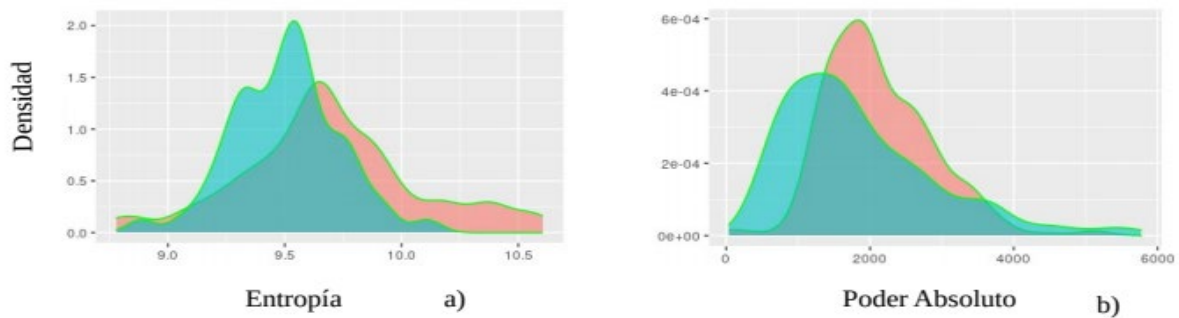 2.0
1.5
1.0
0.5
0.0
Densidad
9.0 9.5 10.0 10.5
Entropía a)
6e-04
4e-04
2e-04
0e+00
0 2000 4000 6000
Poder Absoluto b)